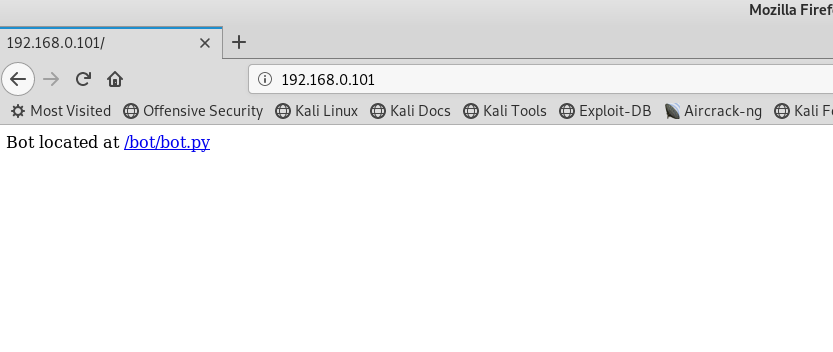 Mozilla Firef
192.168.0.101/
192.168.0.101
Most Visited Offensive Security Kali Linux Kali Docs Kali Tools Exploit-DB Aircrack-ng Kali Fo
Bot located at /bot/bot.py